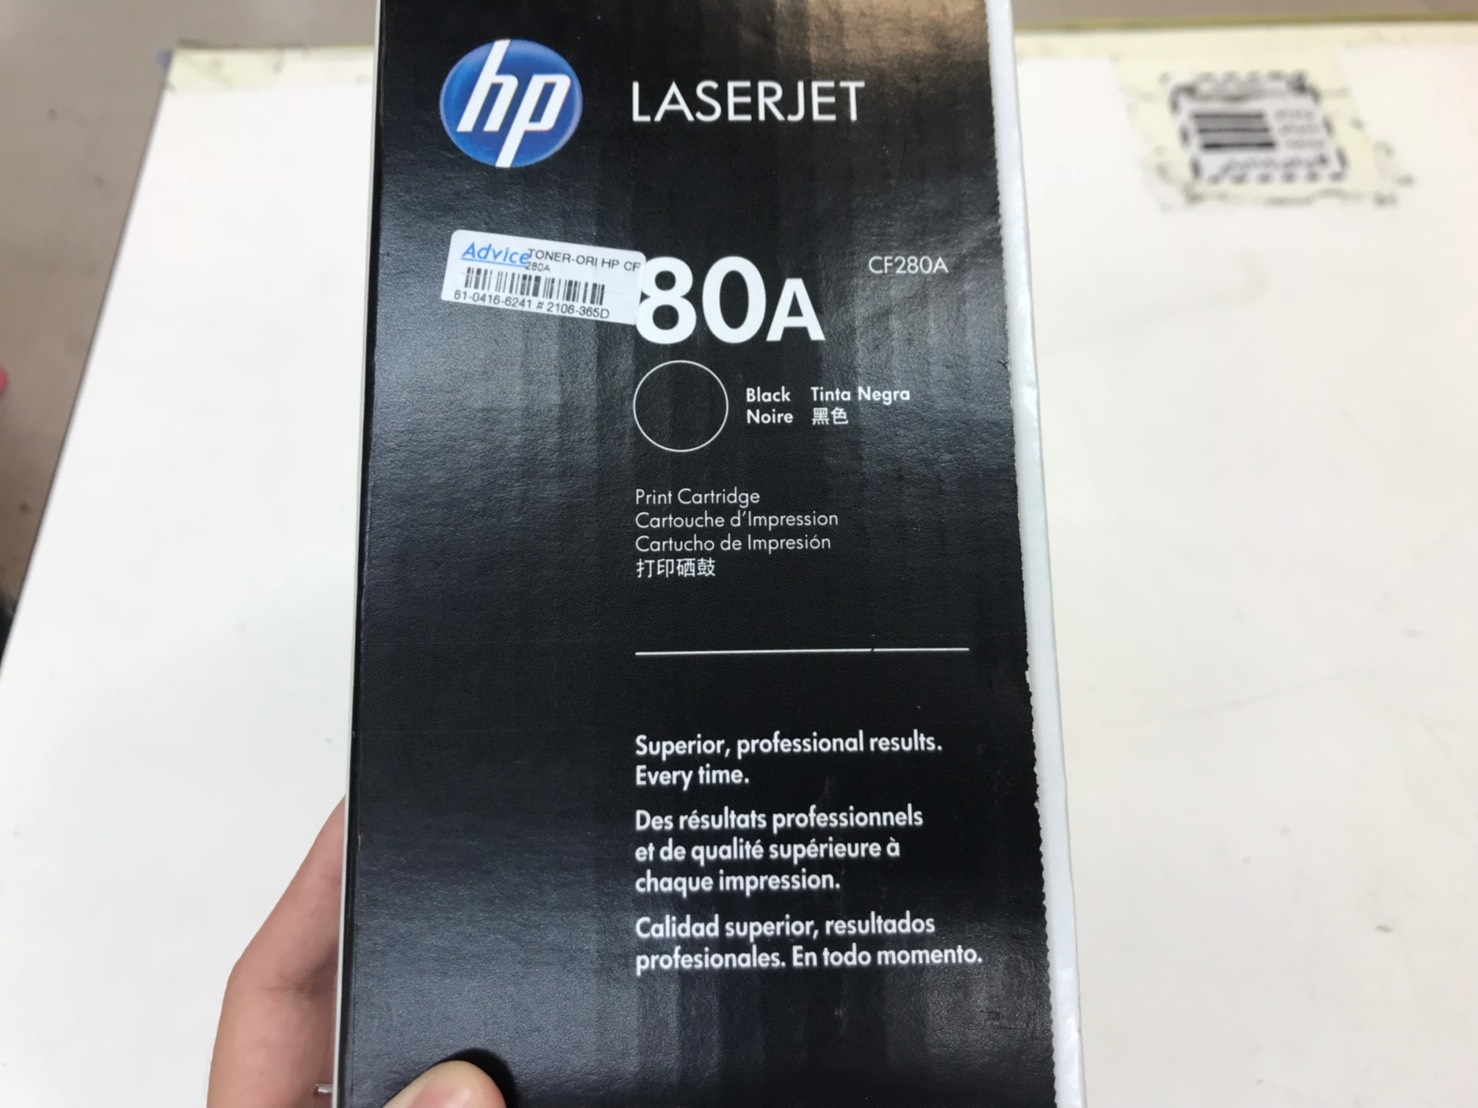 hp
LASERJET
Advice TONER-ORI HP CF
280A
61-0416-6241 # 2106-365D
80A
CF280A
Black Tinta Negra
Noire 黑色
Print Cartridge
Cartouche d'Impression
Cartucho de Impresión
打印硒鼓
Superior, professional results.
Every time.
Des résultats professionnels
et de qualité supérieure à
chaque impression.
Calidad superior, resultados
profesionales. En todo momento.